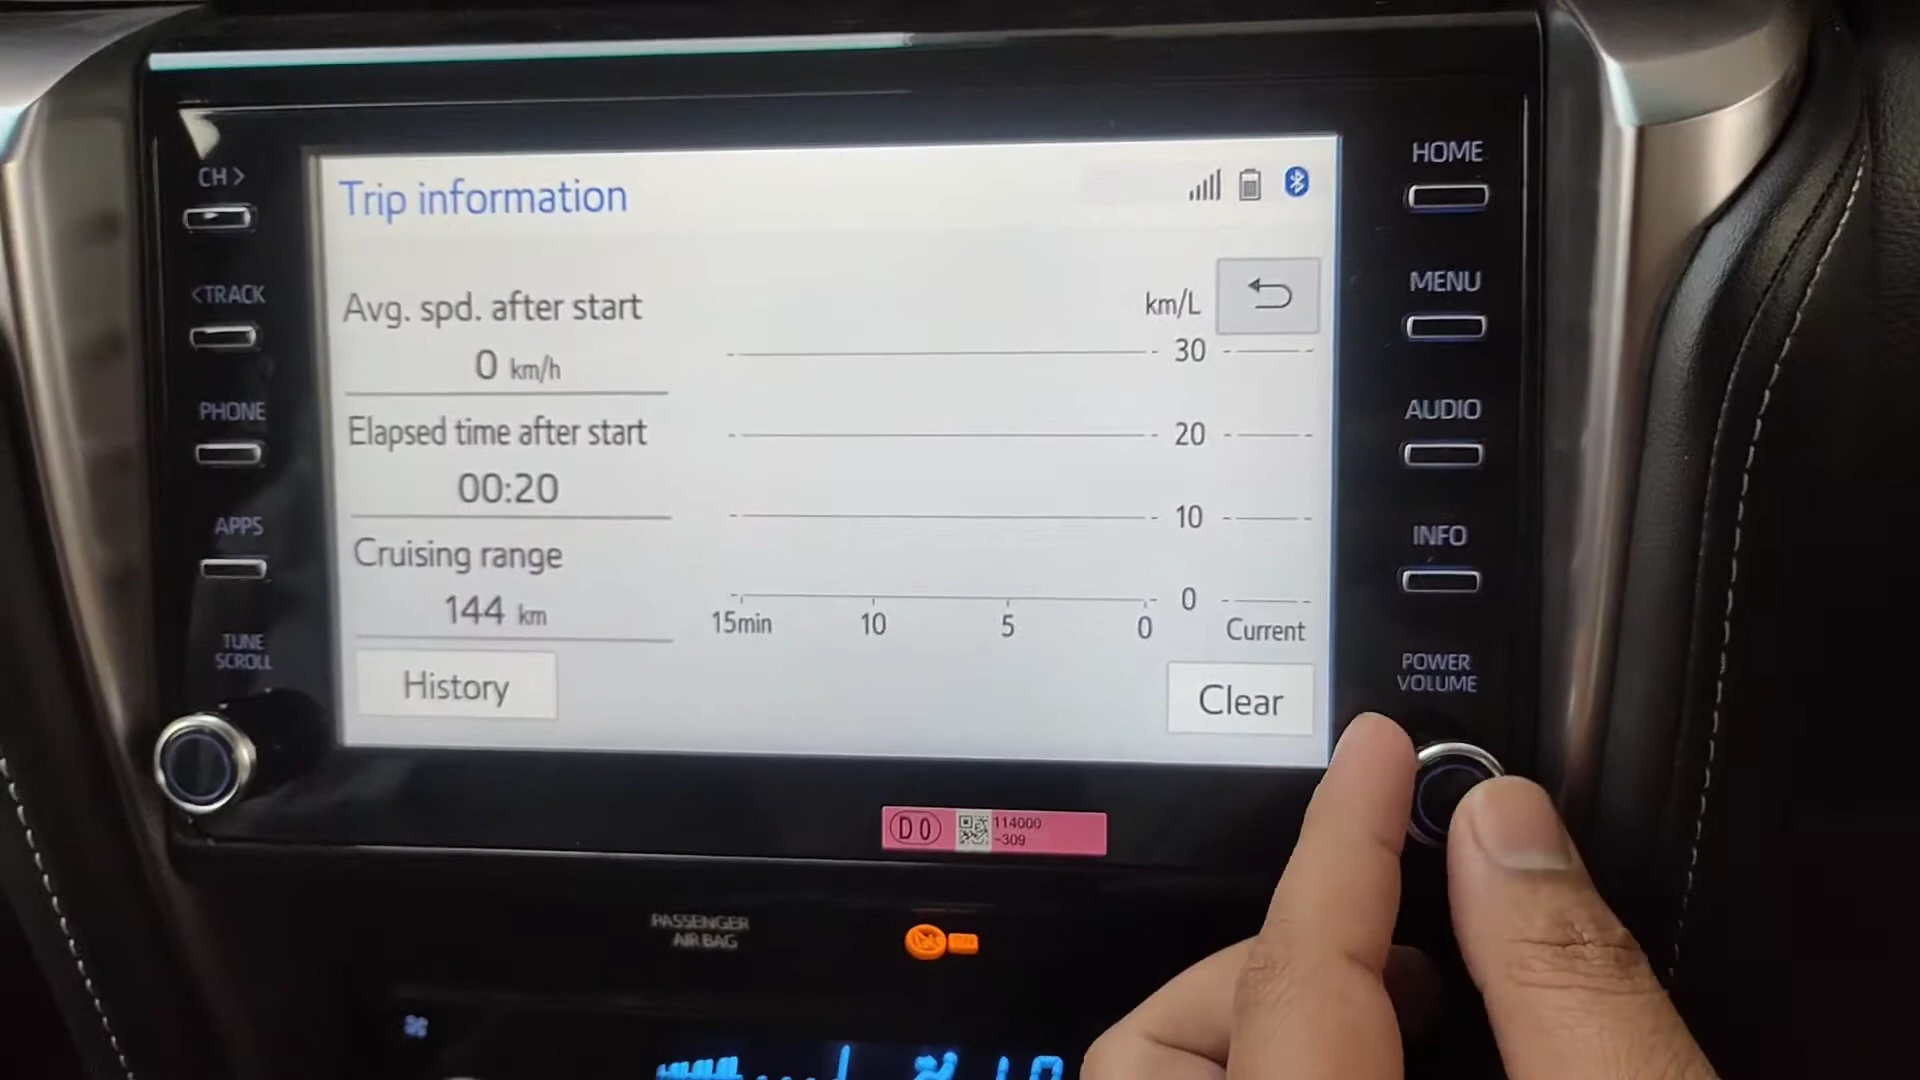 CH >
<TRACK
PHONE
APPS
TUNE
SCROLL
Trip information
Avg. spd. after start
0 km/h
Elapsed time after start
00:20
Cruising range
144 km
History
km/L
30
20
10
0
15min 10 5 0 Current
Clear
HOME
MENU
AUDIO
INFO
POWER
VOLUME
D0
114000
-309
PASSENGER
AIR BAG
ON